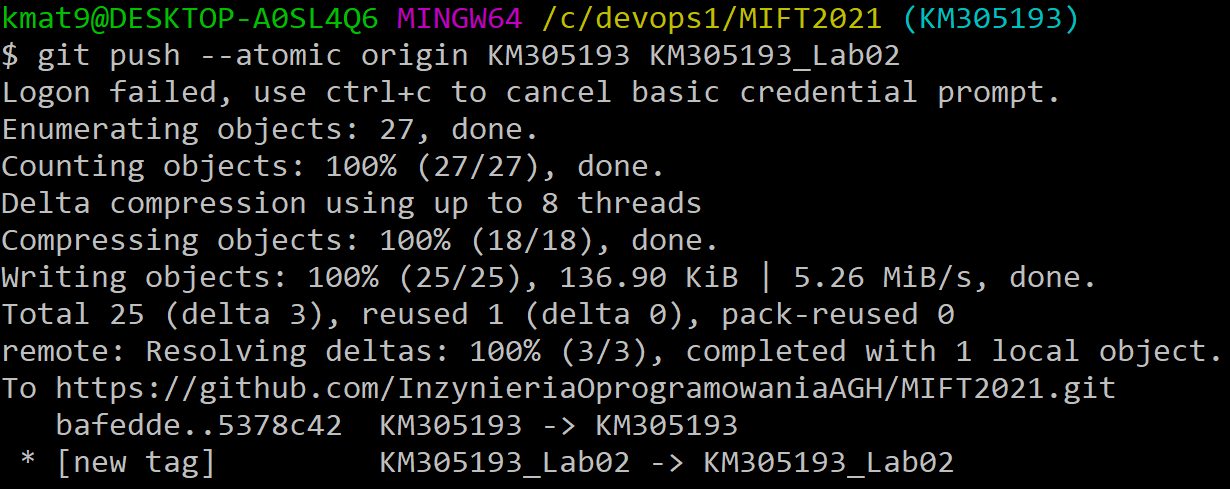 kmat9@DESKTOP-A0SL4Q6 MINGW64 /c/devops1/MIFT2021 (KM305193)
$ git push --atomic origin KM305193 KM305193_Lab02
Logon failed, use ctrl+c to cancel basic credential prompt.
Enumerating objects: 27, done.
Counting objects: 100% (27/27), done.
Delta compression using up to 8 threads
Compressing objects: 100% (18/18), done.
Writing objects: 100% (25/25), 136.90 KiB | 5.26 MiB/s, done.
Total 25 (delta 3), reused 1 (delta 0), pack-reused 0
remote: Resolving deltas: 100% (3/3), completed with 1 local object.
To https://github.com/InzynieriaOprogramowaniaAGH/MIFT2021.git
   bafedde..5378c42  KM305193 -> KM305193
 * [new tag]         KM305193_Lab02 -> KM305193_Lab02